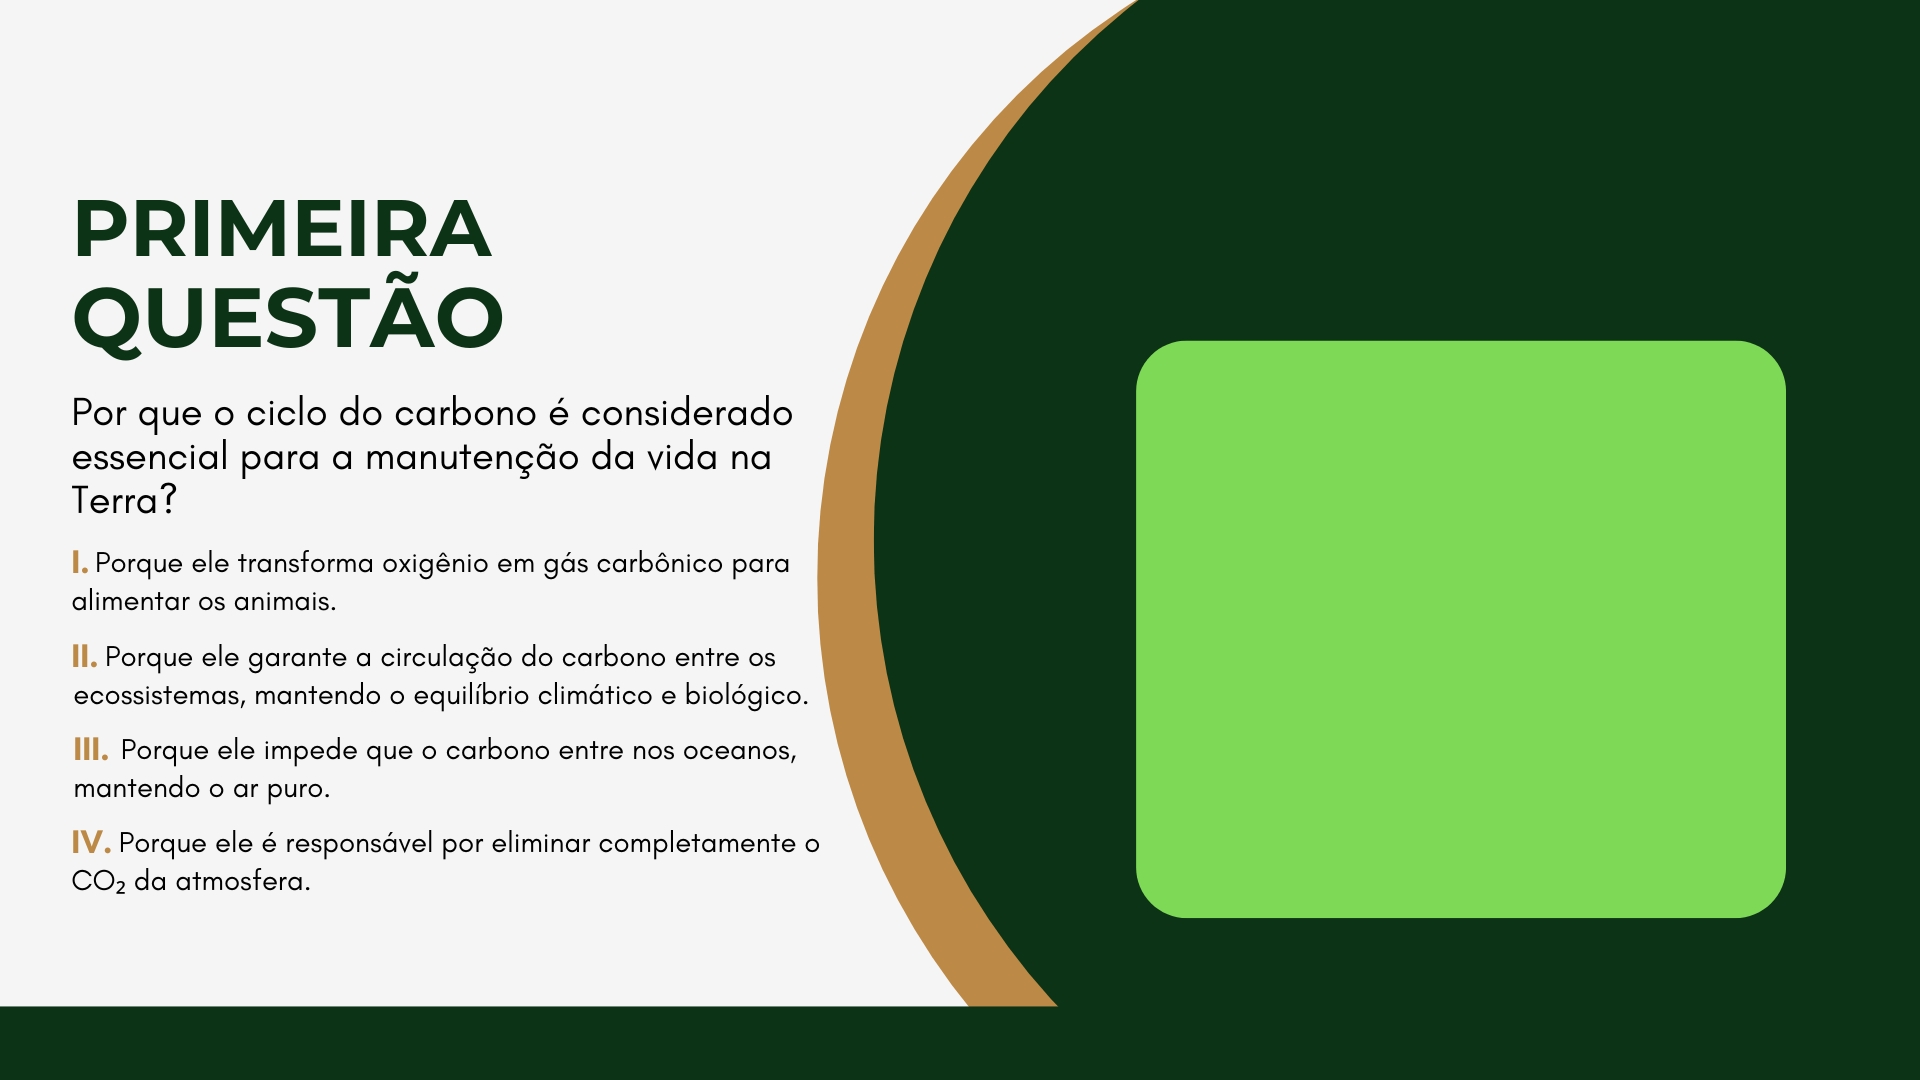 PRIMEIRA
QUESTÃO
Por que o ciclo do carbono é considerado
essencial para a manutenção da vida na
Terra?
I. Porque ele transforma oxigênio em gás carbônico para
alimentar os animais.
II. Porque ele garante a circulação do carbono entre os
ecossistemas, mantendo o equilíbrio climático e biológico.
III. Porque ele impede que o carbono entre nos oceanos,
mantendo o ar puro.
IV. Porque ele é responsável por eliminar completamente o
CO₂ da atmosfera.